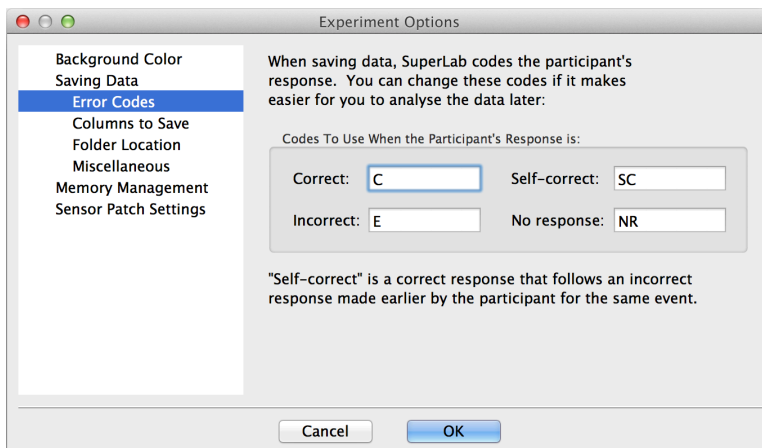 Experiment Options
Background Color
Saving Data
Error Codes
Columns to Save
Folder Location
Miscellaneous
Memory Management
Sensor Patch Settings
When saving data, SuperLab codes the participant's
response. You can change these codes if it makes
easier for you to analyse the data later:
Codes To Use When the Participant's Response is:
Correct: C Self-correct: SC
Incorrect: E No response: NR
"Self-correct" is a correct response that follows an incorrect
response made earlier by the participant for the same event.
Cancel OK